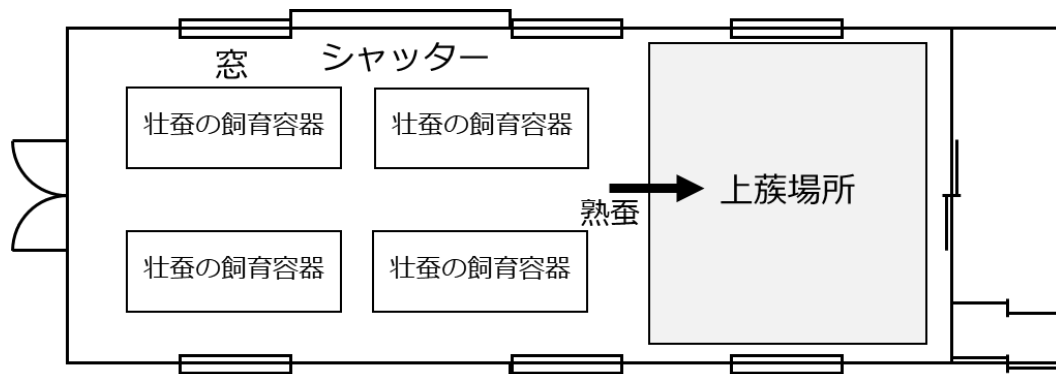 窓
シャッター
壮蚕の飼育容器
壮蚕の飼育容器
熟蚕
上蔟場所
壮蚕の飼育容器
壮蚕の飼育容器